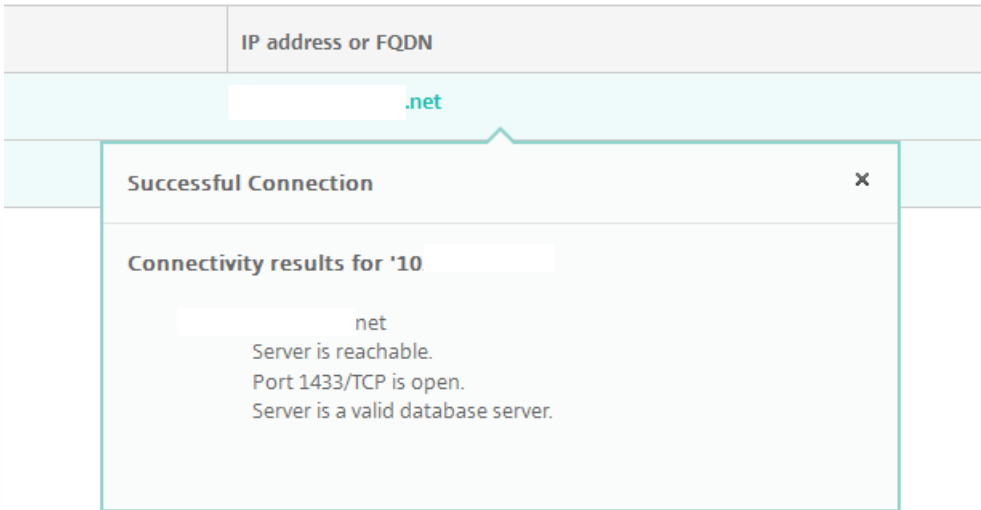 IP address or FQDN
.net
Successful Connection
×
Connectivity results for '10
net
Server is reachable.
Port 1433/TCP is open.
Server is a valid database server.